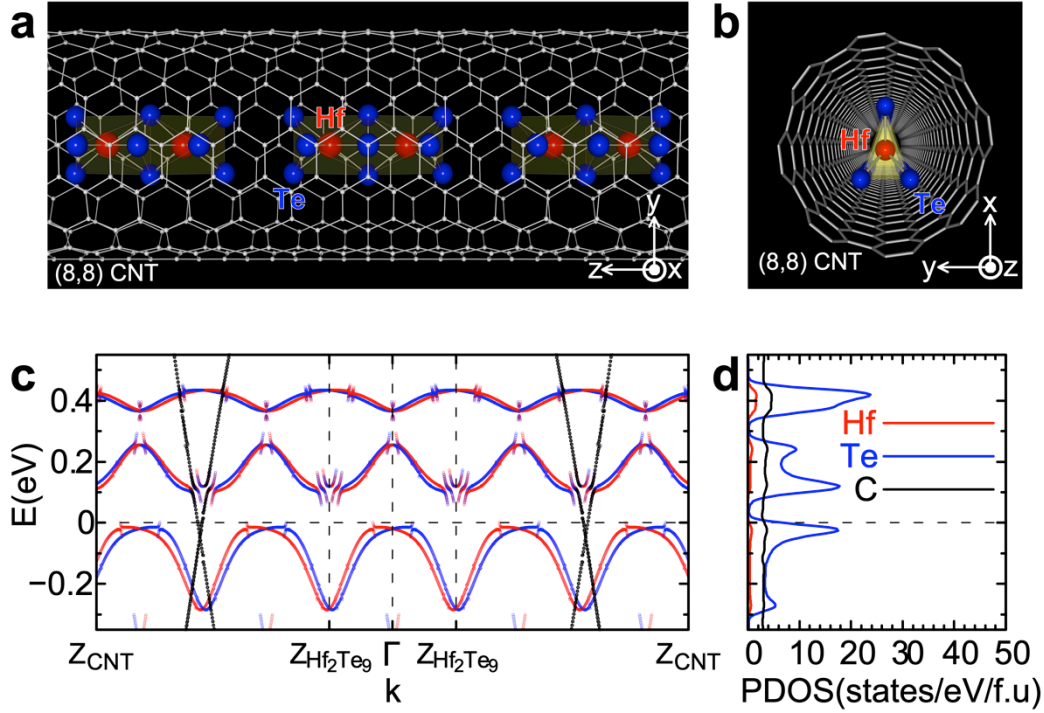 a
Hf
Te
y
z x
(8,8) CNT
b
Hf
Te
x
y z
(8,8) CNT
c
E(eV)
0.4
0.2
0
−0.2
Z_CNT Z_Hf₂Te₉ Γ Z_Hf₂Te₉ Z_CNT
k
d
Hf
Te
C
0 10 20 30 0 40 50
PDOS(states/eV/f.u)